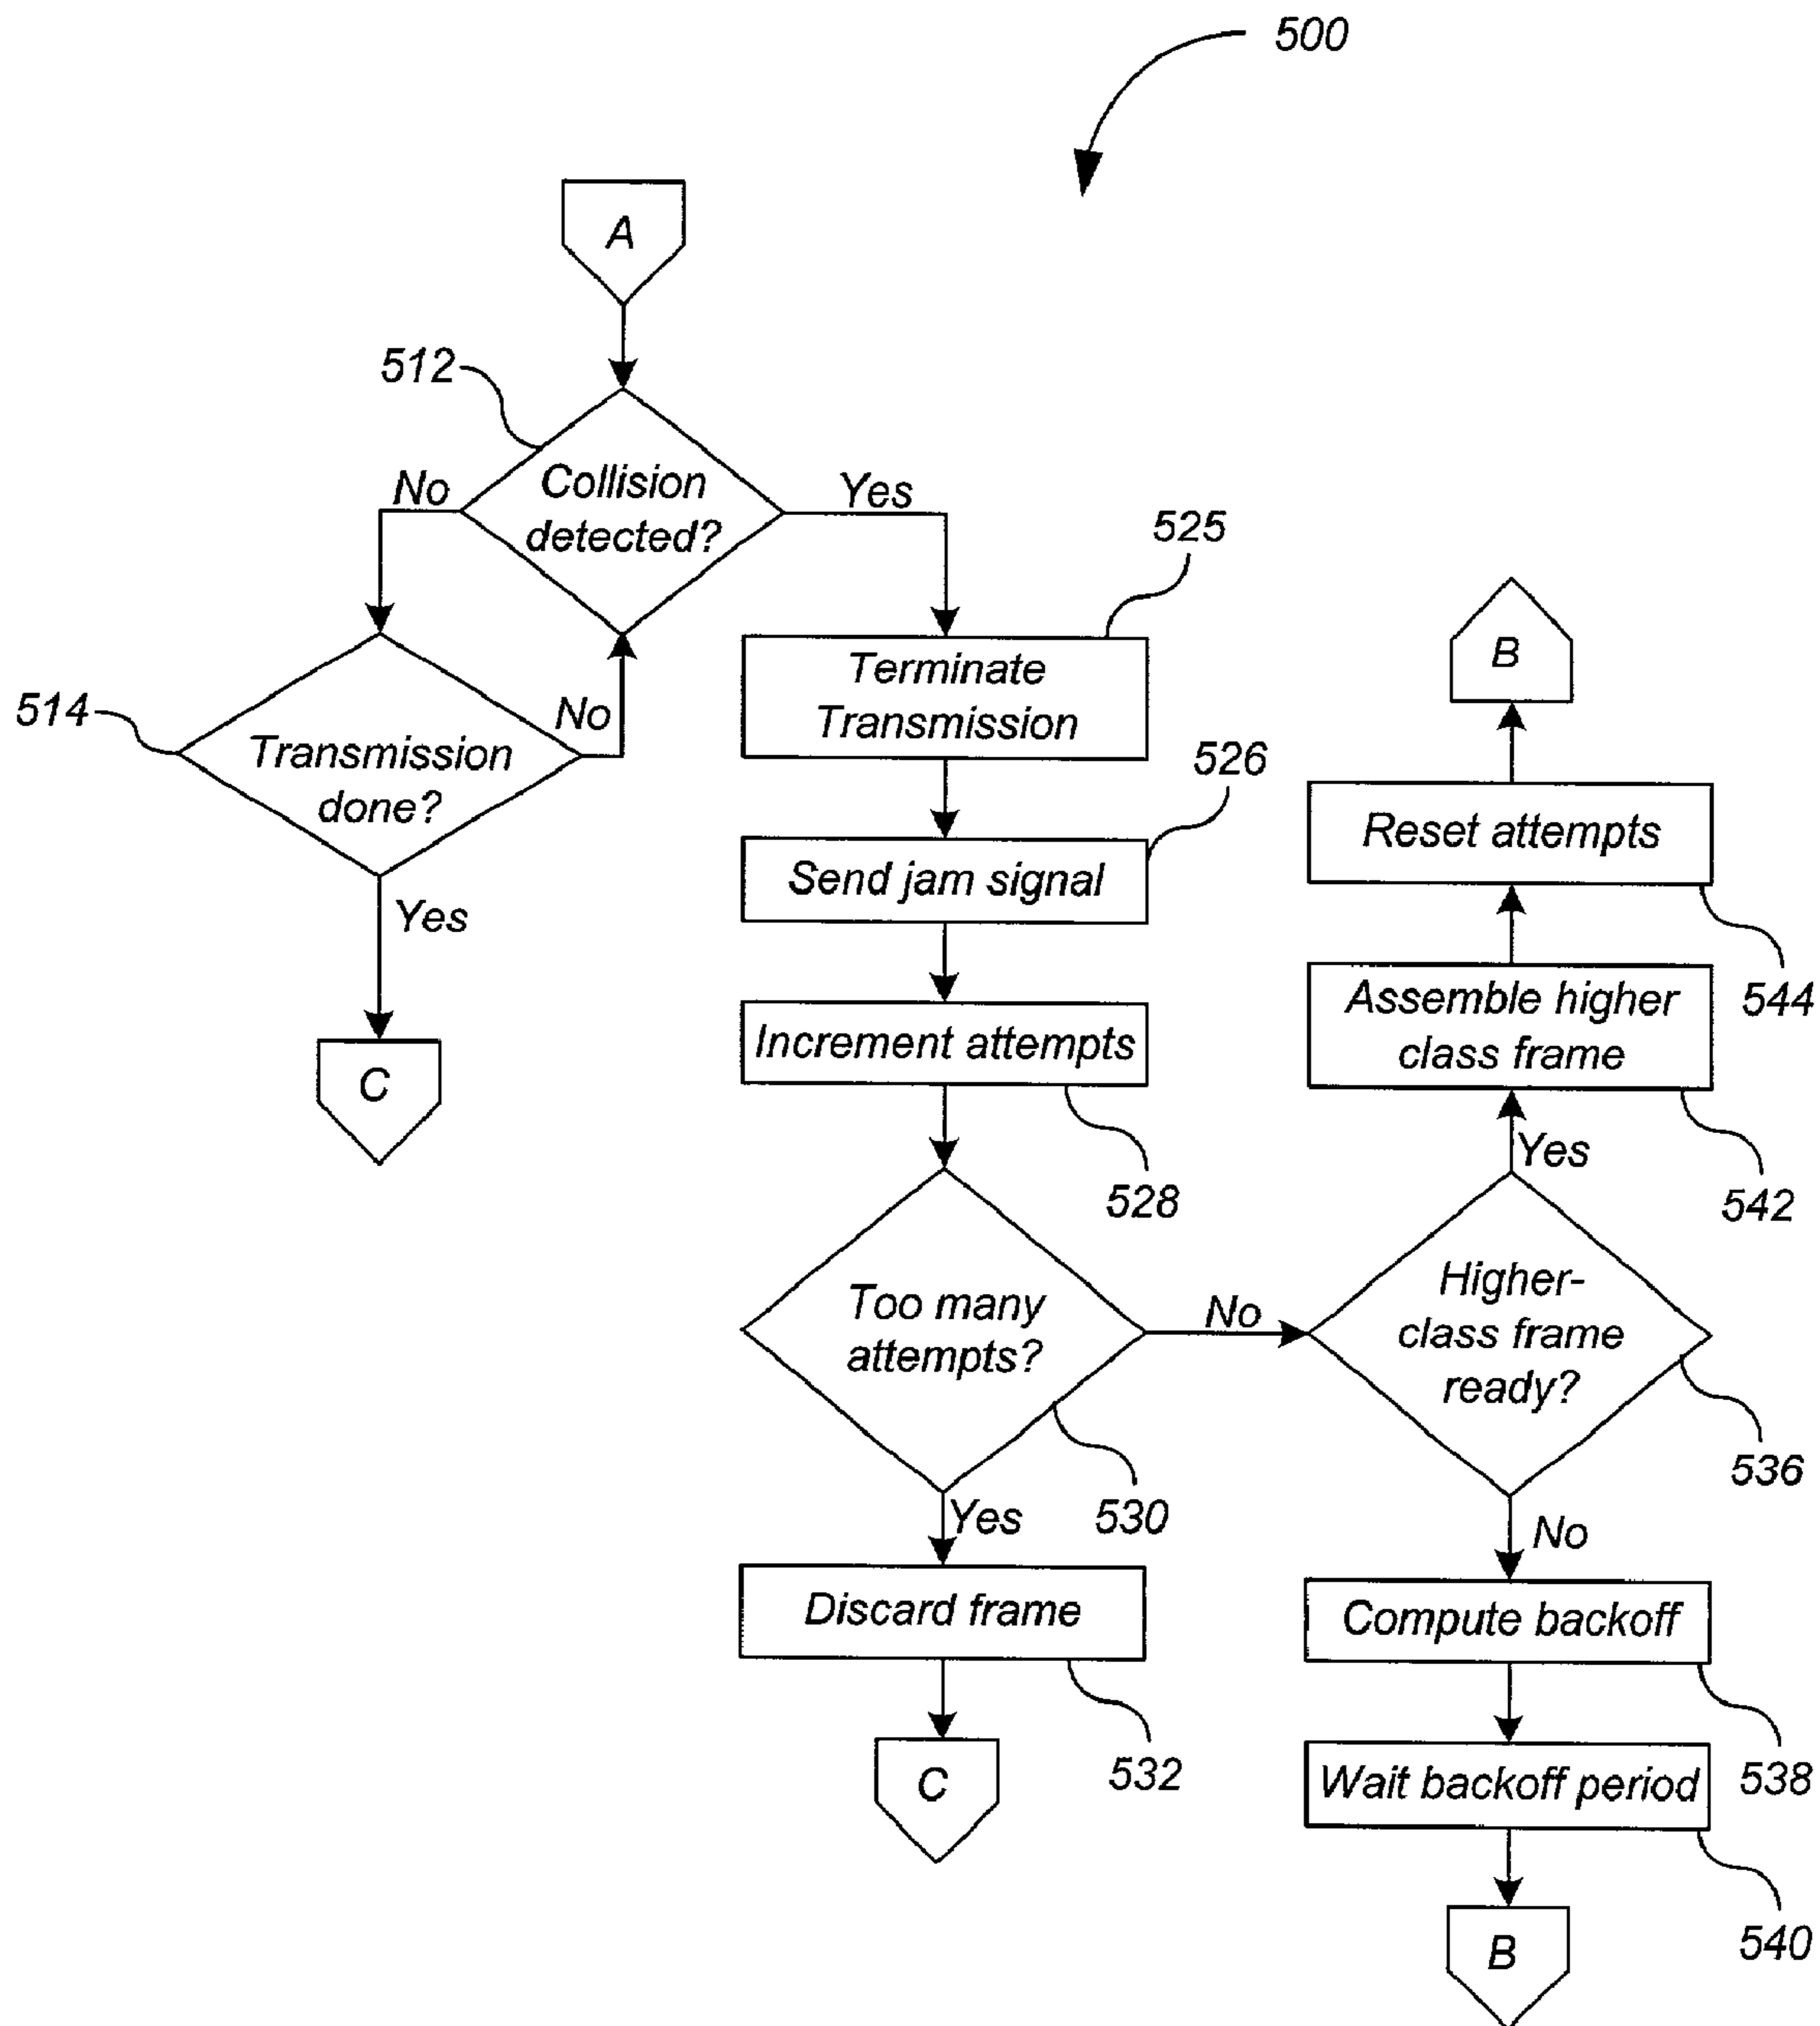 500
A
512
Collision
detected?
No
Yes
514
Transmission
done?
No
Yes
C
525
Terminate
Transmission
526
Send jam signal
Increment attempts
528
Too many
attempts?
530
No
Yes
Discard frame
532
C
B
Reset attempts
544
Assemble higher
class frame
542
Yes
Higher-
class frame
ready?
536
No
Compute backoff
538
Wait backoff period
540
B